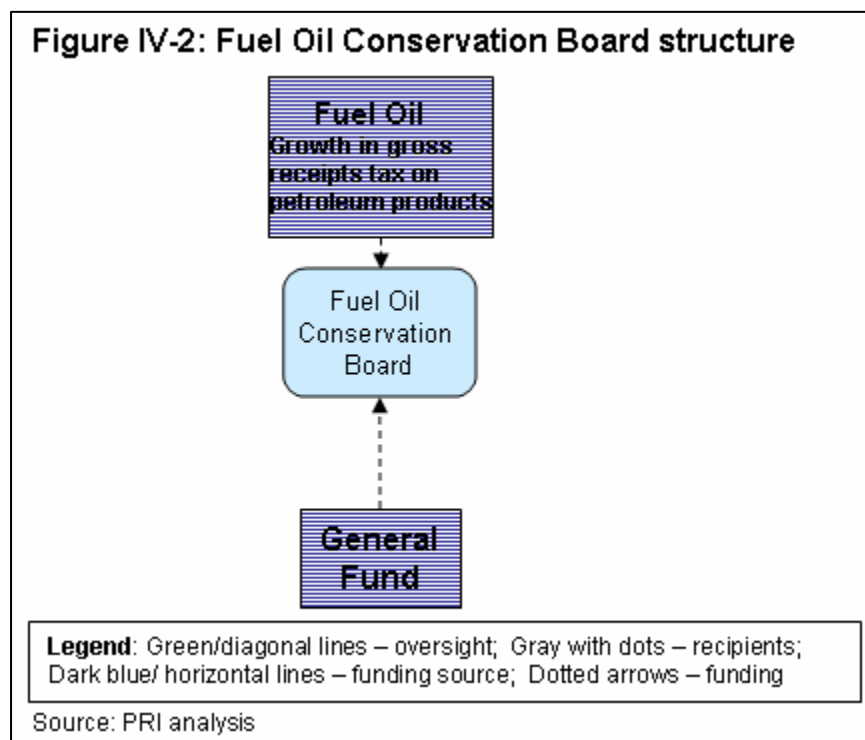 Figure IV-2: Fuel Oil Conservation Board structure
Fuel Oil
Growth in gross
receipts tax on
petroleum products
Fuel Oil
Conservation
Board
General
Fund
Legend: Green/diagonal lines – oversight; Gray with dots – recipients;
Dark blue/ horizontal lines – funding source; Dotted arrows – funding
Source: PRI analysis